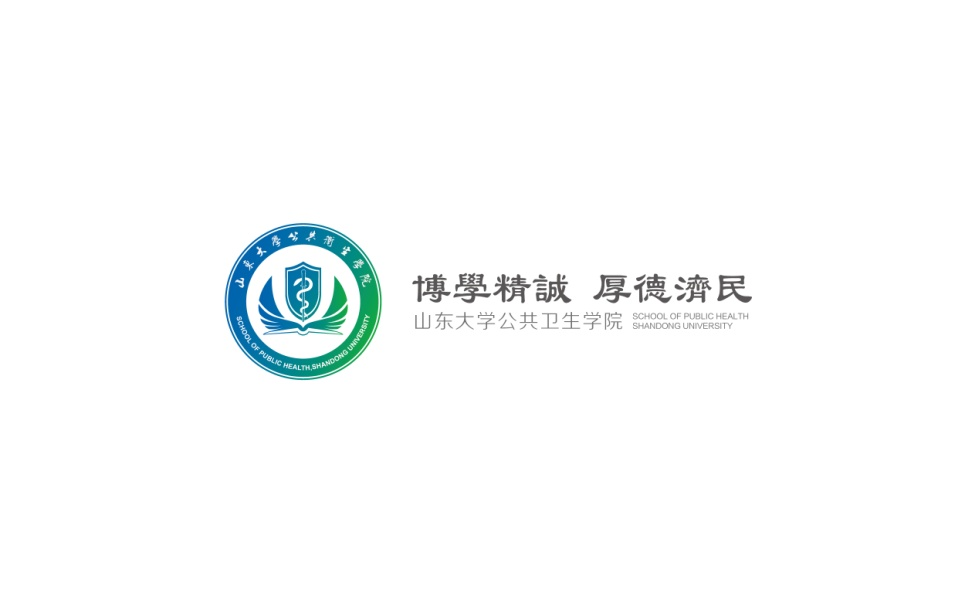 山東大學公共衛生學院
SCHOOL OF PUBLIC HEALTH,SHANDONG UNIVERSITY
博學精誠 厚德濟民
山东大学公共卫生学院
SCHOOL OF PUBLIC HEALTH
SHANDONG UNIVERSITY